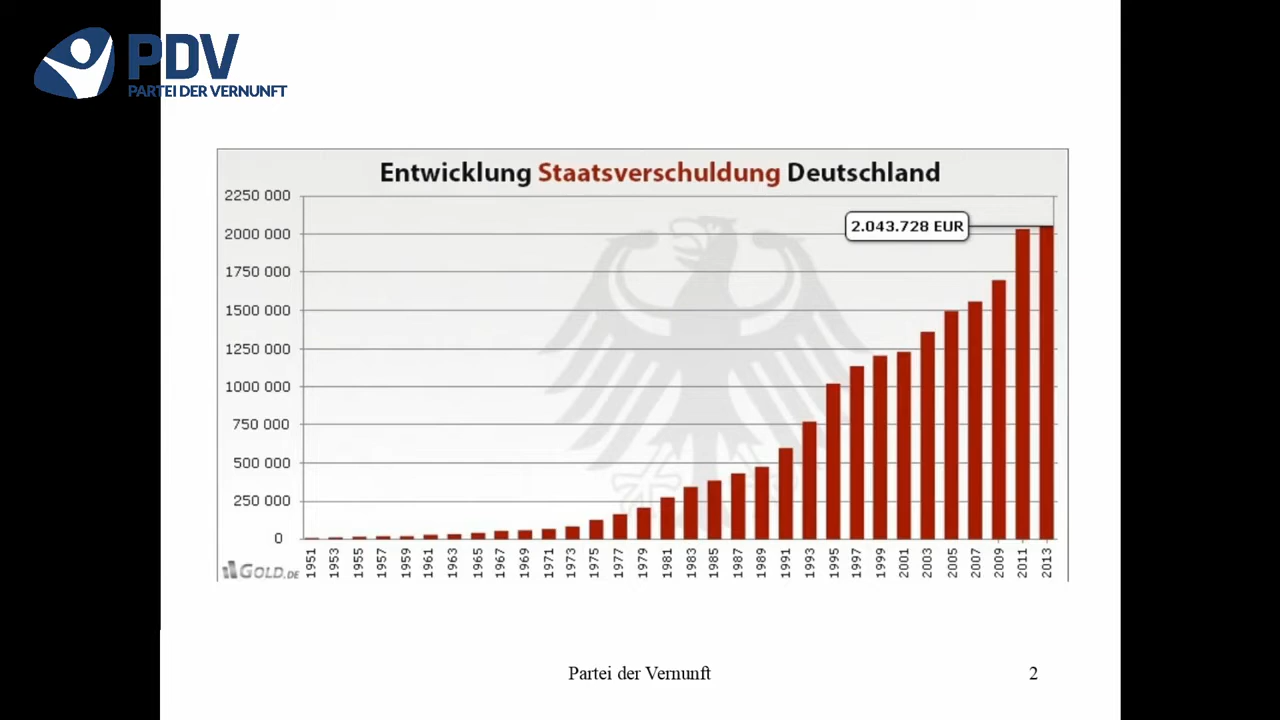 PDV
PARTEI DER VERNUNFT
Entwicklung Staatsverschuldung Deutschland
2250 000
2.043.728 EUR
2000 000
1750 000
1500 000
1250 000
1000 000
750 000
500 000
250 000
0
GOLD.DE
1951 1953 1955 1957 1959 1961 1963 1965 1967 1969 1971 1973 1975 1977 1979 1981 1983 1985 1987 1989 1991 1993 1995 1997 1999 2001 2003 2005 2007 2009 2011 2013
Partei der Vernunft 2